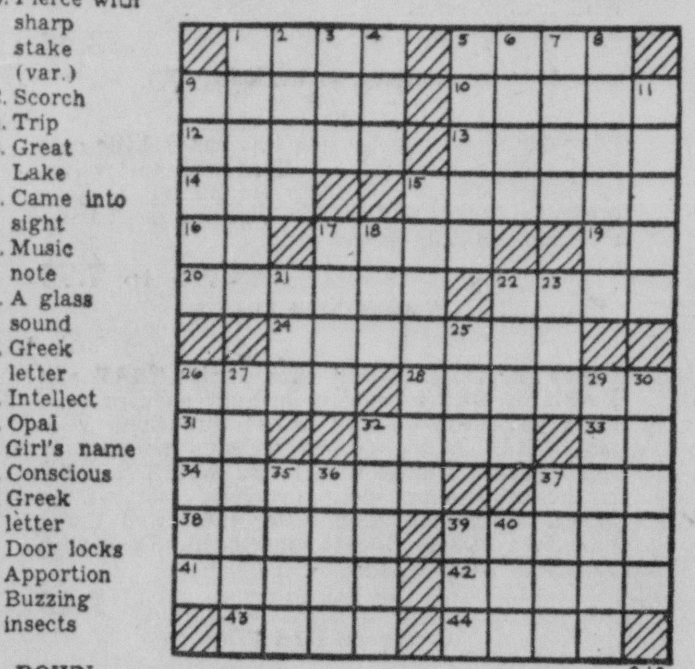 sharp
stake
(var.)
. Scorch
. Trip
. Great
Lake
. Came into
sight
. Music
note
. A glass
sound
. Greek
letter
. Intellect
. Opal
Girl's name
. Conscious
Greek
letter
Door locks
Apportion
Buzzing
insects
1 2 3 4 5 6 7 8
9 10 11
12 13
14 15
16 17 18 19
20 21 22 23
24 25
26 27 28 29 30
31 32 33
34 35 36 37
38 39 40
41 42
43 44